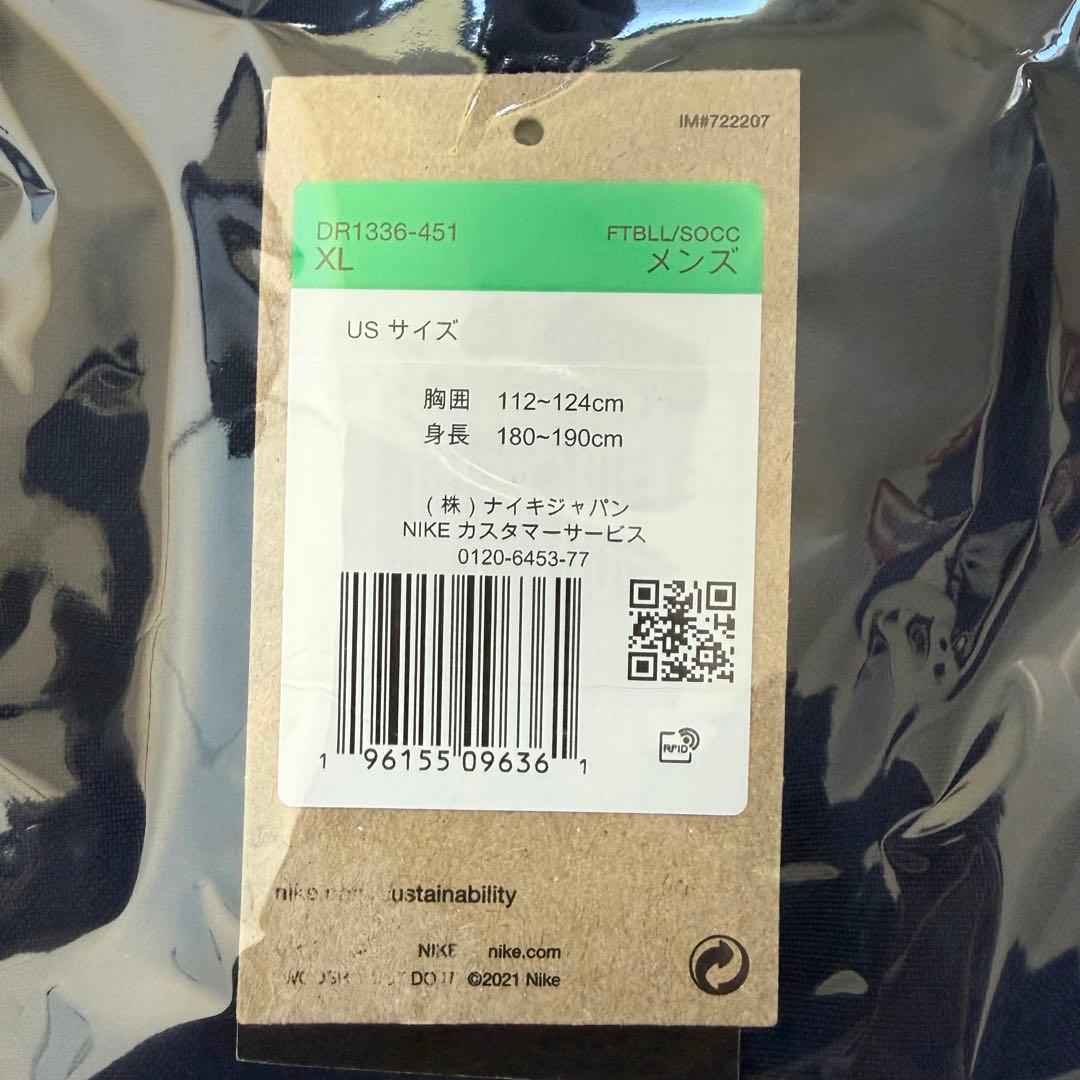 IM#722207
DR1336-451 FTBLL/SOCC
XL メンズ
US サイズ
胸囲 112~124cm
身長 180~190cm
(株)ナイキジャパン
NIKE カスタマーサービス
0120-6453-77
RFID
1 96155 09636 1
sustainability
NIKE nike.com
DO IT ©2021 Nike